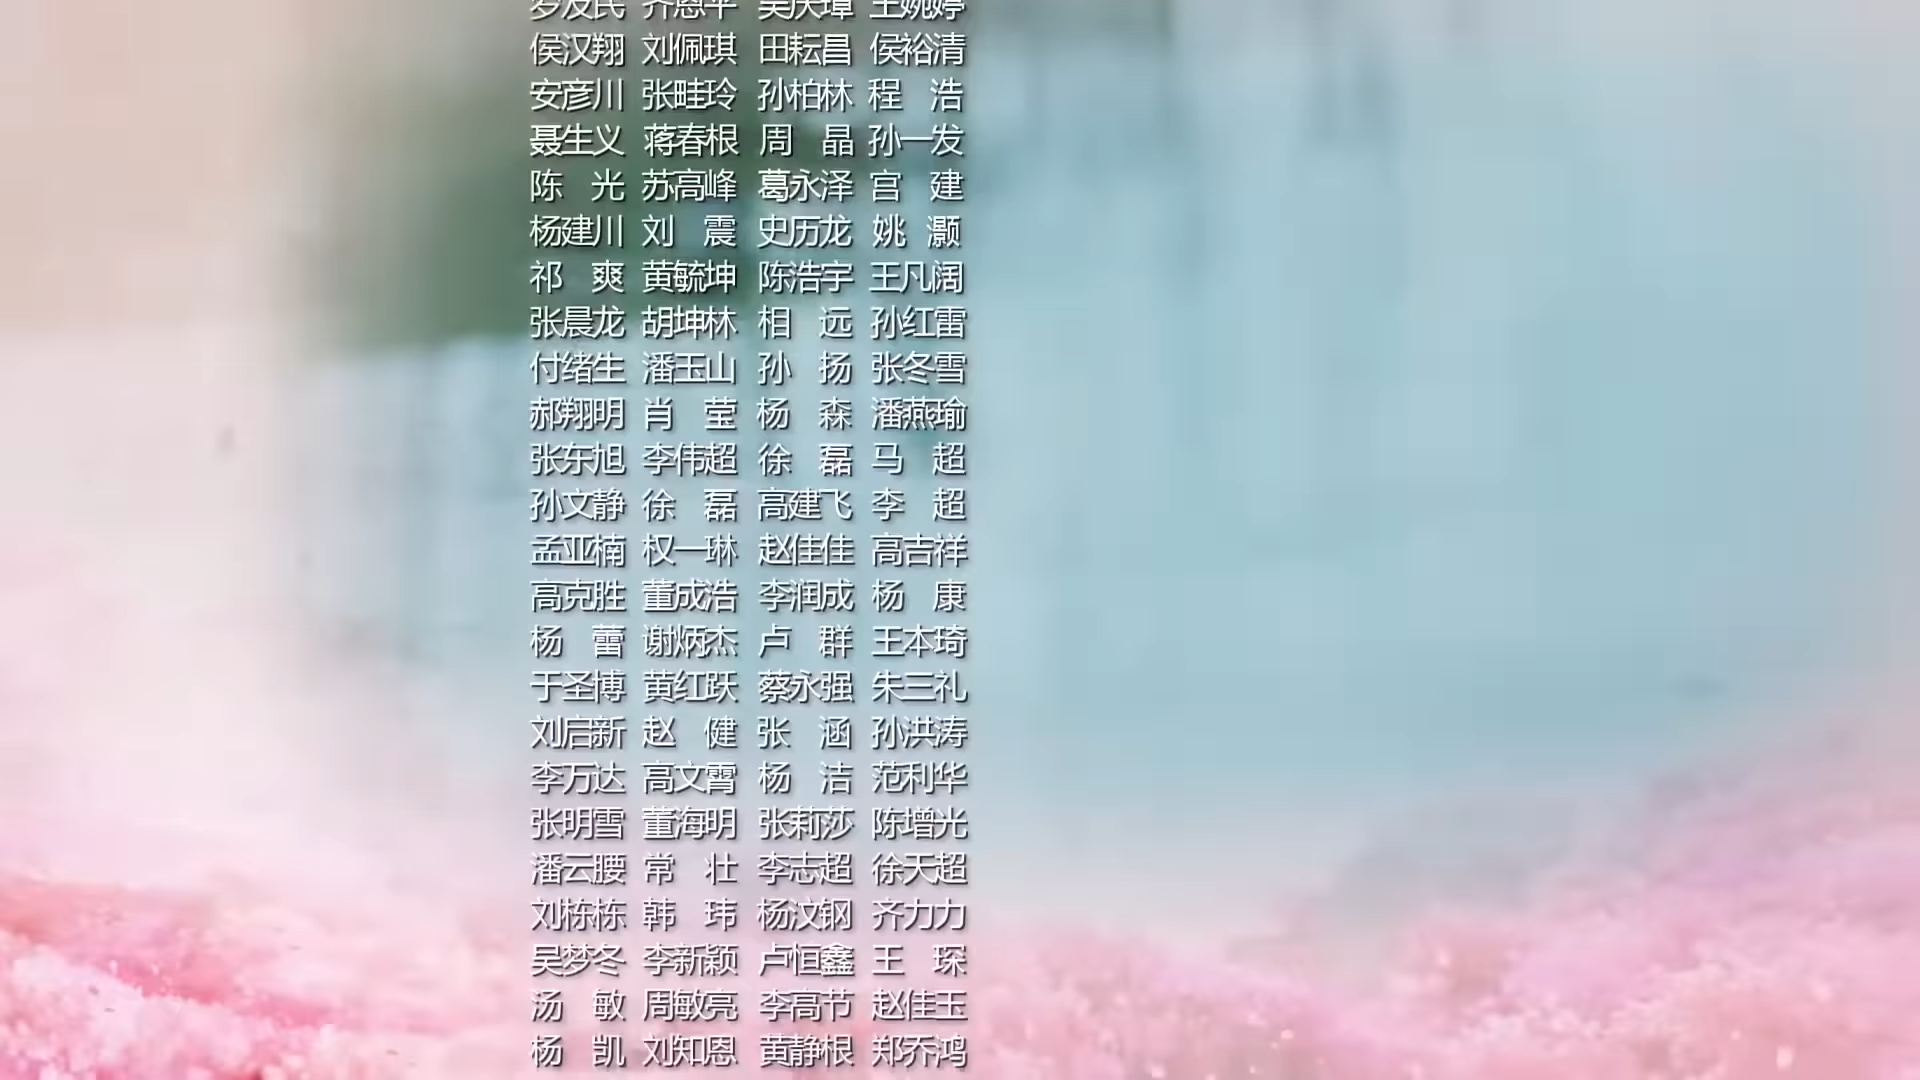 侯汉翔 刘佩琪 田耘昌 侯裕清
安彦川 张畦玲 孙柏林 程 浩
聂生义 蒋春根 周 晶 孙一发
陈 光 苏高峰 葛永泽 宫 建
杨建川 刘 震 史历龙 姚 灏
祁 爽 黄毓坤 陈浩宇 王凡阔
张晨龙 胡坤林 相 远 孙红雷
付绪生 潘玉山 孙 扬 张冬雪
郝翔明 肖 莹 杨 森 潘燕瑜
张东旭 李伟超 徐 磊 马 超
孙文静 徐 磊 高建飞 李 超
孟亚楠 权一琳 赵佳佳 高吉祥
高克胜 董成浩 李润成 杨 康
杨 蕾 谢炳杰 卢 群 王本琦
于圣博 黄红跃 蔡永强 朱三礼
刘启新 赵 健 张 涵 孙洪涛
李万达 高文霄 杨 洁 范利华
张明雪 董海明 张莉莎 陈增光
潘云腰 常 壮 李志超 徐天超
刘栋栋 韩 玮 杨汶钢 齐力力
吴梦冬 李新颖 卢恒鑫 王 琛
汤 敏 周敏亮 李高节 赵佳玉
杨 凯 刘知恩 黄静根 郑乔鸿